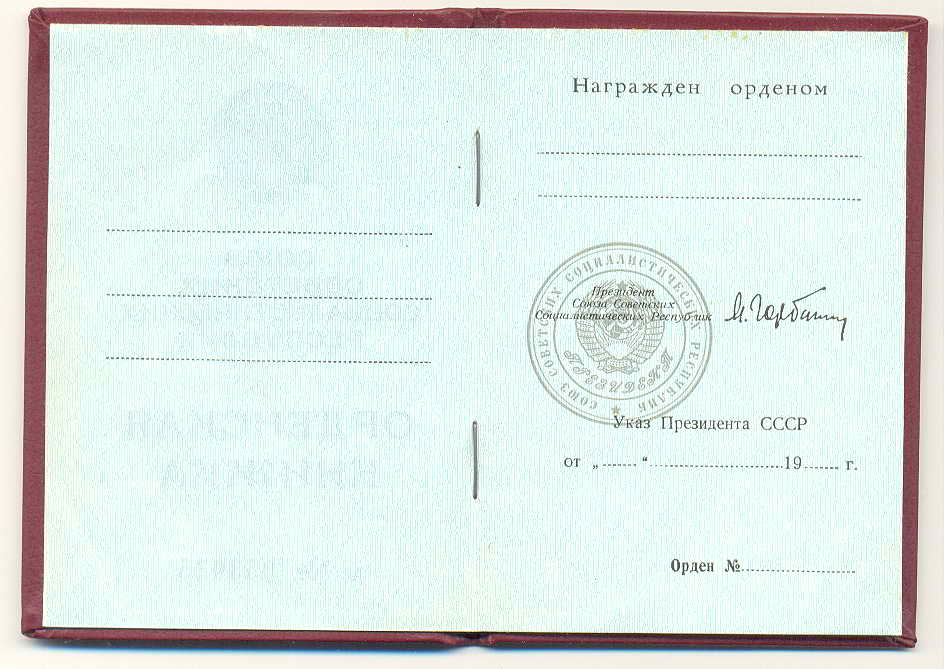 Награжден орденом
СОЮЗ СОВЕТСКИХ СОЦИАЛИСТИЧЕСКИХ РЕСПУБЛИК
Президент
Союза Советских
Социалистических Республик
М. Горбачев
ПРЕЗИДЕНТ
Указ Президента СССР
от „ “ 19 г.
Орден №